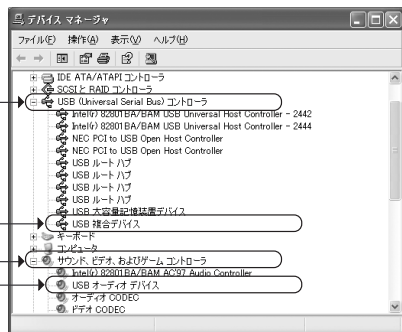 デバイス マネージャ
ファイル(F) 操作(A) 表示(V) ヘルプ(H)
IDE ATA/ATAPI コントローラ
SCSI と RAID コントローラ
USB (Universal Serial Bus) コントローラ
Intel(r) 82801BA/BAM USB Universal Host Controller - 2442
Intel(r) 82801BA/BAM USB Universal Host Controller - 2444
NEC PCI to USB Open Host Controller
NEC PCI to USB Open Host Controller
USB ルート ハブ
USB ルート ハブ
USB ルート ハブ
USB ルート ハブ
USB 大容量記憶装置デバイス
USB 複合デバイス
キーボード
コンピュータ
サウンド、ビデオ、およびゲーム コントローラ
Intel(r) 82801BA/BAM AC'97 Audio Controller
USB オーディオ デバイス
オーディオ CODEC
ビデオ CODEC